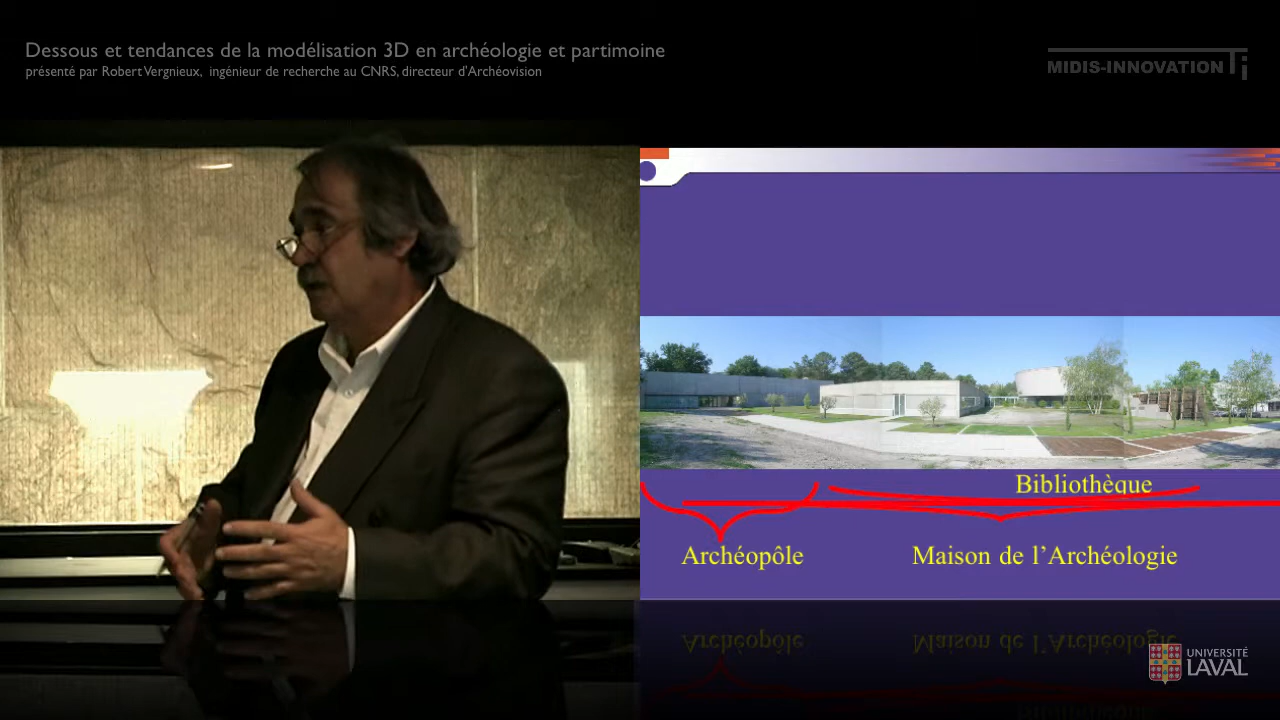 Dessous et tendances de la modélisation 3D en archéologie et partimoine
présenté par Robert Vergnieux, ingénieur de recherche au CNRS, directeur d'Archéovision
MIDIS-INNOVATION Ti
Bibliothèque
Archéopôle
Maison de l'Archéologie
UNIVERSITÉ
LAVAL